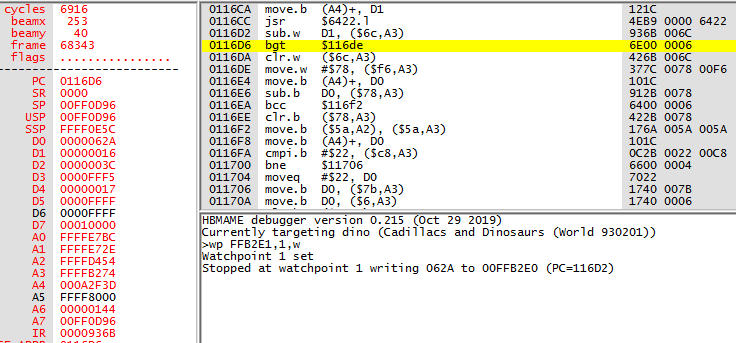 cycles 6916
beamx 253
beamy 40
frame 68343
flags ................
PC 0116D6
SR 0000
SP 00FF0D96
USP 00FF0D96
SSP FFFF0E5C
D0 0000062A
D1 00000016
D2 0000003C
D3 0000FFF5
D4 00000017
D5 0000FFFF
D6 0000FFFF
D7 00010000
A0 FFFFE7BC
A1 FFFFE72E
A2 FFFFD454
A3 FFFFB274
A4 000A2F3D
A5 FFFF8000
A6 00000144
A7 00FF0D96
IR 0000936B
0116CA move.b (A4)+, D1 121C
0116CC jsr $6422.l 4EB9 0000 6422
0116D2 sub.w D1, ($6c,A3) 936B 006C
0116D6 bgt $116de 6E00 0006
0116DA clr.w ($6c,A3) 426B 006C
0116DE move.w #$78, ($f6,A3) 377C 0078 00F6
0116E4 move.b (A4)+, D0 101C
0116E6 sub.b D0, ($78,A3) 912B 0078
0116EA bcc $116f2 6400 0006
0116EE clr.b ($78,A3) 422B 0078
0116F2 move.b ($5a,A2), ($5a,A3) 176A 005A 005A
0116F8 move.b (A4)+, D0 101C
0116FA cmpi.b #$22, ($c8,A3) 0C2B 0022 00C8
011700 bne $11706 6600 0004
011704 moveq #$22, D0 7022
011706 move.b D0, ($7b,A3) 1740 007B
01170A move.b D0, ($6,A3) 1740 0006
HBMAME debugger version 0.215 (Oct 29 2019)
Currently targeting dino (Cadillacs and Dinosaurs (World 930201))
>wp FFB2E1,1,w
Watchpoint 1 set
Stopped at watchpoint 1 writing 062A to 00FFB2E0 (PC=116D2)